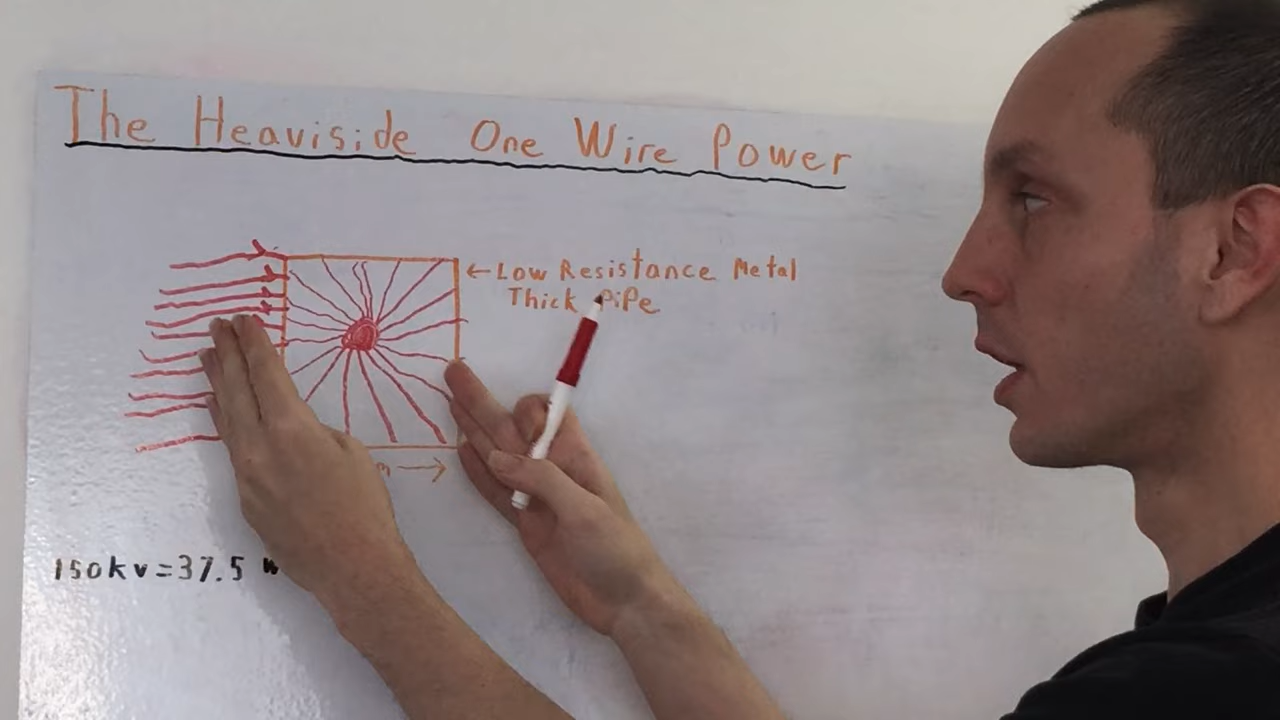 The Heaviside One Wire Power
←Low Resistance Metal
Thick Pipe
m →
150kv=37.5